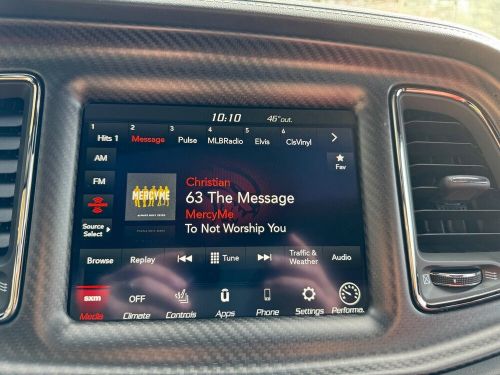 10:10 46°out.
1 2 3 4 5 6
Hits 1 Message Pulse MLBRadio Elvis ClsVinyl
AM
FM
Source
Select
MERCYME
Christian
63 The Message
MercyMe
To Not Worship You
Fav
Browse Replay Tune Traffic &
Weather Audio
sxm OFF
Media Climate Controls Apps Phone Settings Performa.